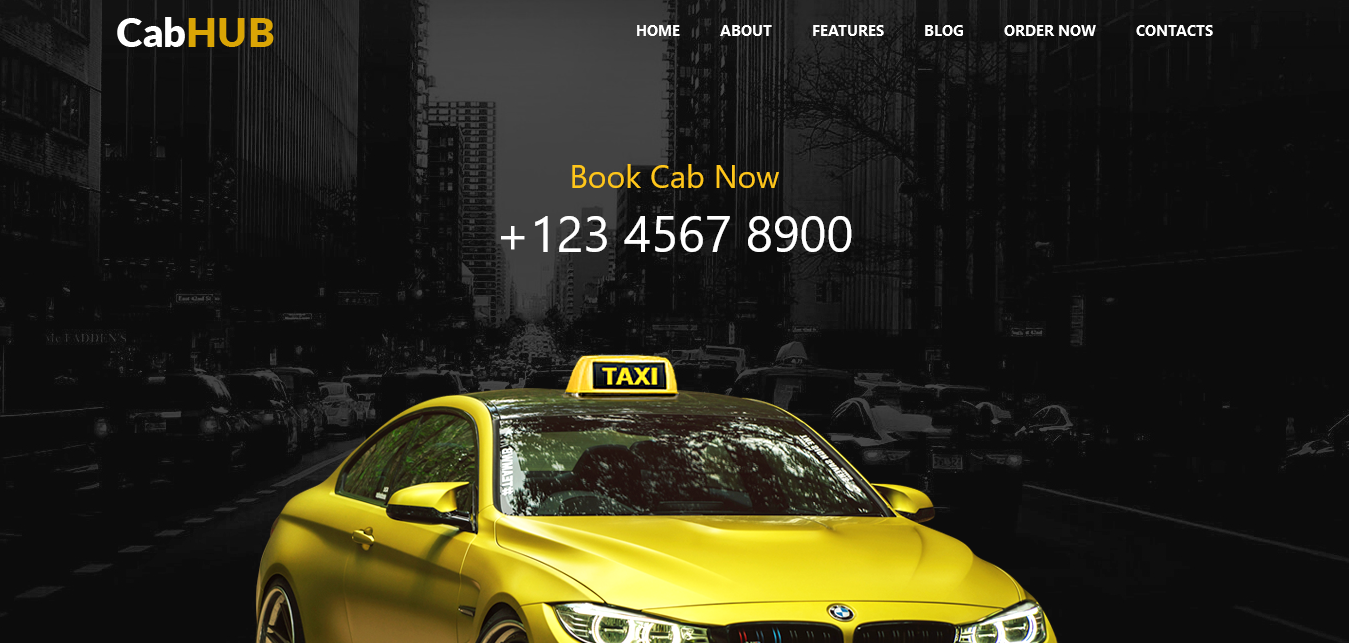 CabHUB
HOME ABOUT FEATURES BLOG ORDER NOW CONTACTS
Book Cab Now
+123 4567 8900
TAXI